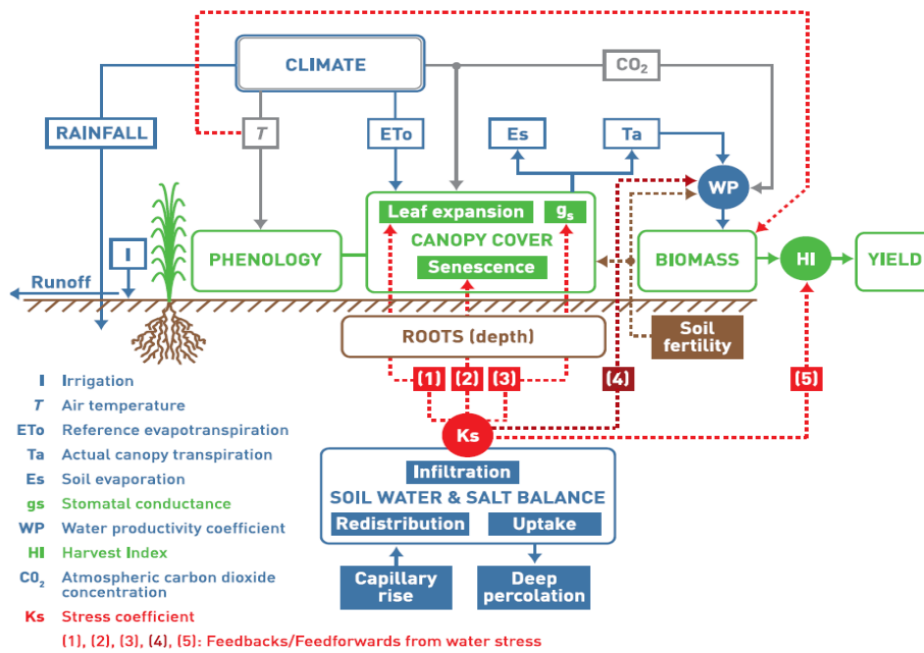 CLIMATE
CO₂
RAINFALL
T
ETo
Es
Ta
WP
Leaf expansion
gs
CANOPY COVER
Senescence
PHENOLOGY
BIOMASS
HI
YIELD
I
Runoff
ROOTS (depth)
Soil
fertility
(1)
(2)
(3)
(4)
(5)
Ks
Infiltration
SOIL WATER & SALT BALANCE
Redistribution
Uptake
Capillary
rise
Deep
percolation
I Irrigation
T Air temperature
ETo Reference evapotranspiration
Ta Actual canopy transpiration
Es Soil evaporation
gs Stomatal conductance
WP Water productivity coefficient
HI Harvest Index
CO₂ Atmospheric carbon dioxide
concentration
Ks Stress coefficient
(1), (2), (3), (4), (5): Feedbacks/Feedforwards from water stress